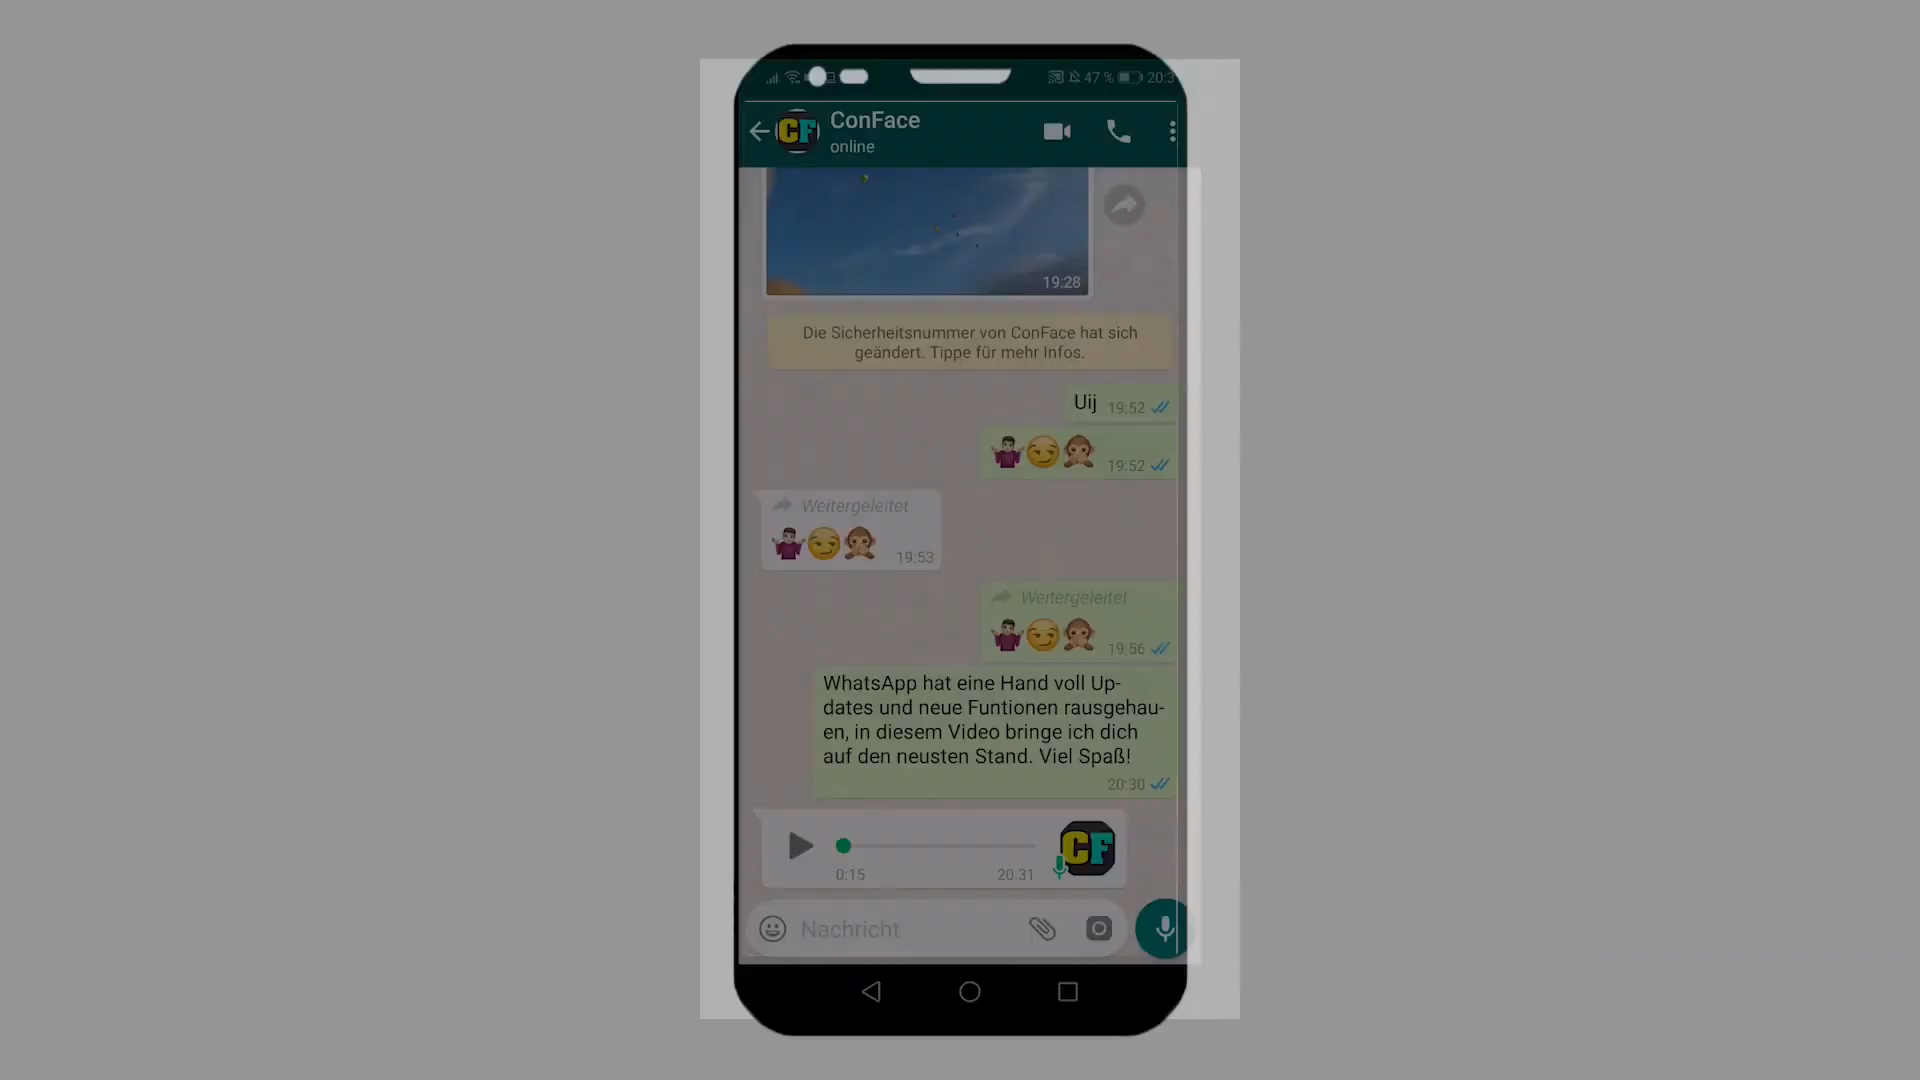 47 % 20:3
CF ConFace
online
19:28
Die Sicherheitsnummer von ConFace hat sich
geändert. Tippe für mehr Infos.
Uij 19:52
19:52
Weitergeleitet
19:53
Weitergeleitet
19:56
WhatsApp hat eine Hand voll Up-
dates und neue Funtionen rausgehau-
en, in diesem Video bringe ich dich
auf den neusten Stand. Viel Spaß!
20:30
CF
0:15 20:31
Nachricht